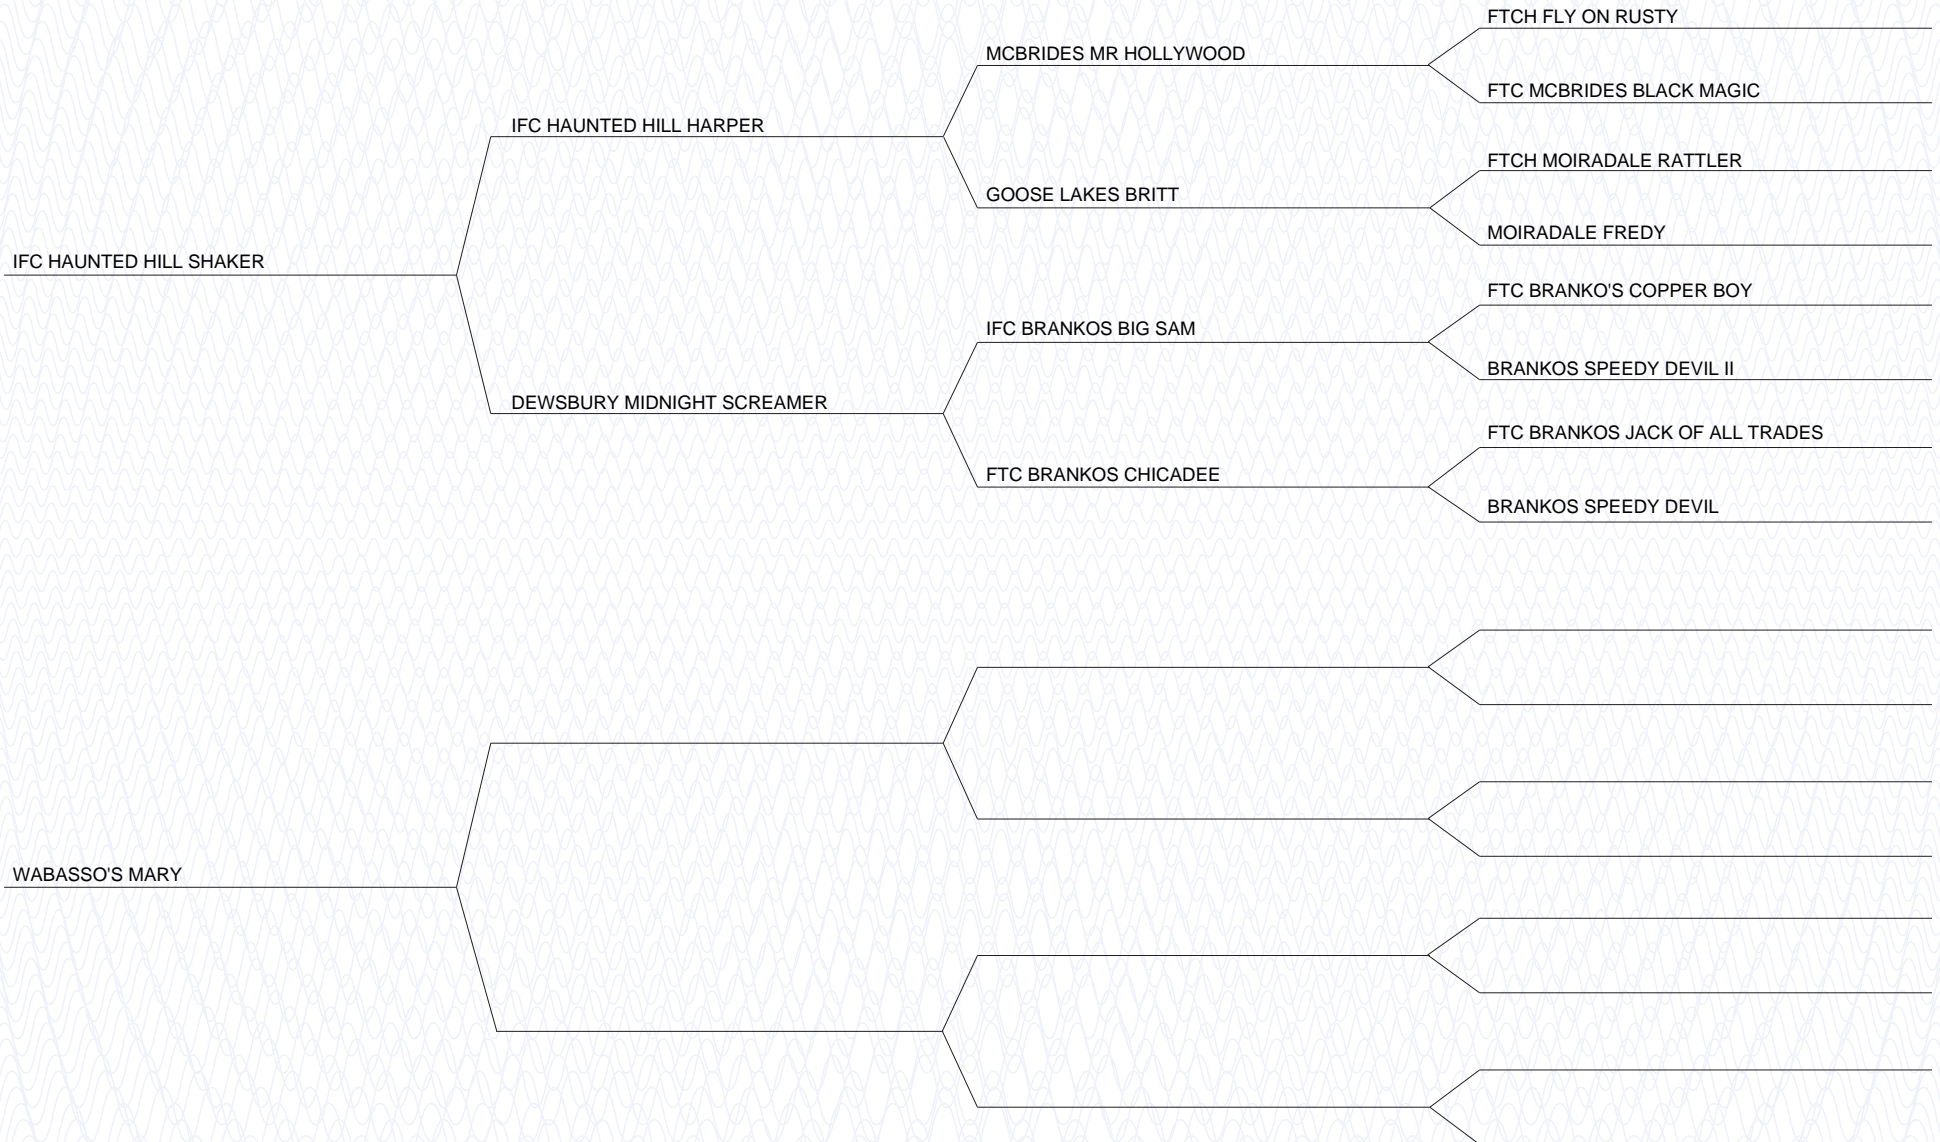 FTCH FLY ON RUSTY
MCBRIDES MR HOLLYWOOD
FTC MCBRIDES BLACK MAGIC
IFC HAUNTED HILL HARPER
FTCH MOIRADALE RATTLER
GOOSE LAKES BRITT
MOIRADALE FREDY
IFC HAUNTED HILL SHAKER
FTC BRANKO'S COPPER BOY
IFC BRANKOS BIG SAM
BRANKOS SPEEDY DEVIL II
DEWSBURY MIDNIGHT SCREAMER
FTC BRANKOS JACK OF ALL TRADES
FTC BRANKOS CHICADEE
BRANKOS SPEEDY DEVIL
WABASSO'S MARY